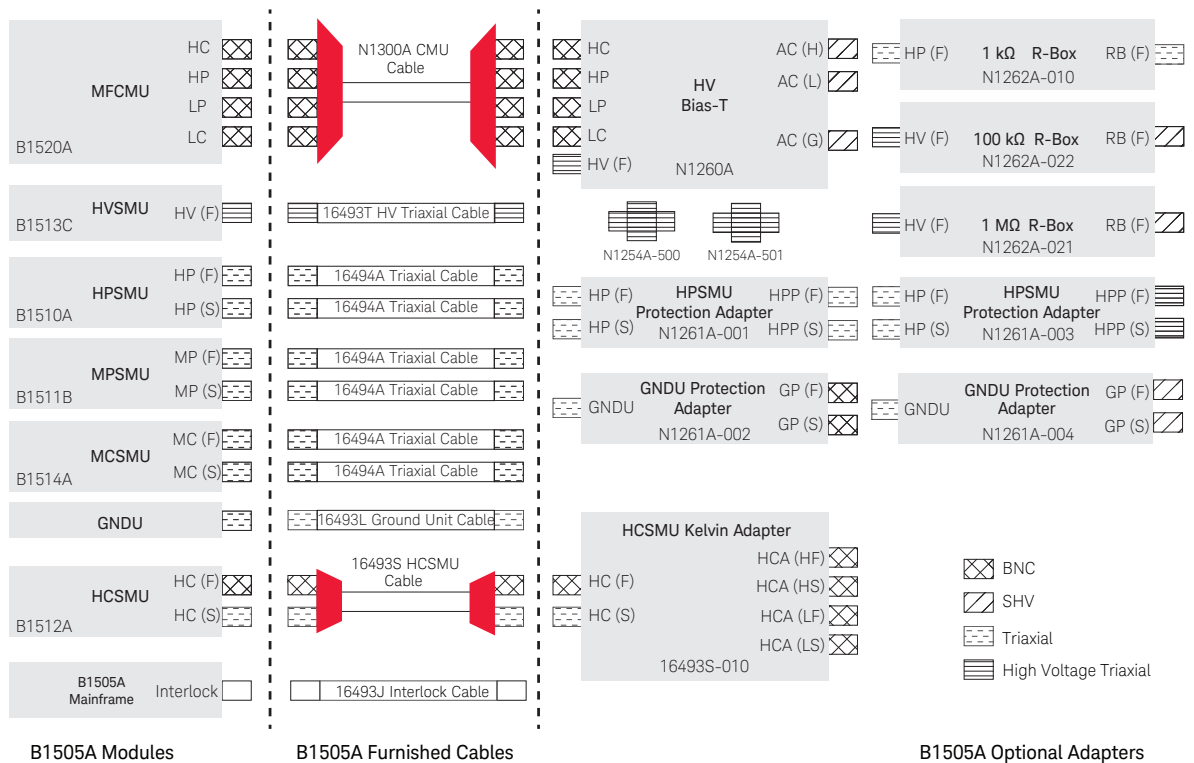 HC
HP
MFCMU
LP
LC
B1520A
HV (F)
B1513C
HVSMU
HP (F)
HPSMU
HP(S)
B1510A
MP (F)
MPSMU
MP (S)
B1511B
MC (F)
MCSMU
MC (S)
B1514A
GNDU
HC (F)
HCSMU
HC (S)
B1512A
B1505A
Mainframe
Interlock
B1505A Modules
N1300A CMU
Cable
16493T HV Triaxial Cable
16494A Triaxial Cable
16494A Triaxial Cable
16494A Triaxial Cable
16494A Triaxial Cable
16494A Triaxial Cable
16494A Triaxial Cable
16493L Ground Unit Cable
16493S HCSMU
Cable
16493J Interlock Cable
B1505A Furnished Cables
HC
AC (H)
HP
HV
Bias-T
AC (L)
LP
LC
AC (G)
HV (F)
N1260A
N1254A-500
N1254A-501
HP (F)
HPSMU
HPP (F)
Protection Adapter
HP (S)
N1261A-001
HPP (S)
GNDU Protection
Adapter
GP (F)
GNDU
GP (S)
N1261A-002
HCSMU Kelvin Adapter
HCA (HF)
HC (F)
HCA (HS)
HC (S)
HCA (LF)
HCA (LS)
16493S-010
HP (F)
1 kΩ R-Box
RB (F)
N1262A-010
HV (F)
100 kΩ R-Box
RB (F)
N1262A-022
HV (F)
1 MΩ R-Box
RB (F)
N1262A-021
HP (F)
HPSMU
HPP (F)
Protection Adapter
HP (S)
N1261A-003
HPP (S)
GNDU Protection
Adapter
GP (F)
GNDU
GP (S)
N1261A-004
BNC
SHV
Triaxial
High Voltage Triaxial
B1505A Optional Adapters